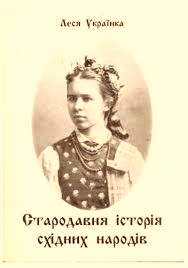 Леся Українка
Стародавня історія
східних народів